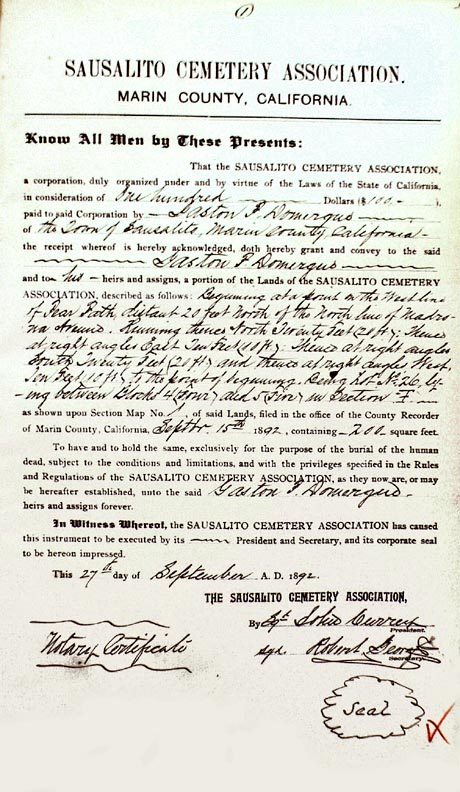 1
SAUSALITO CEMETERY ASSOCIATION.
MARIN COUNTY, CALIFORNIA.
Know All Men by These Presents:
That the SAUSALITO CEMETERY ASSOCIATION,
a corporation, duly organized under and by virtue of the Laws of the State of California,
in consideration of One hundred Dollars ($ 100.- ),
paid to said Corporation by Gaston F. Domergue
of the Town of Sausalito, Marin County, California
the receipt whereof is hereby acknowledged, doth hereby grant and convey to the said
Gaston F Domergue
and to his heirs and assigns, a portion of the Lands of the SAUSALITO CEMETERY
ASSOCIATION, described as follows: Beginning at a point in the West line
of Path, distant 20 feet North of the North line of Madro-
na Avenue. Running thence North Twenty Feet (20 ft); Thence
at right angles East Ten Feet (10 ft); Thence at right angles
South Twenty Feet (20 ft) and thence at right angles West
Ten Feet (10 ft) to the point of beginning. Being Lot No. 26, ly-
ing between Blocks 4 (four) and 5 (Five) in Section
as shown upon Section Map No. 1, of said Lands, filed in the office of the County Recorder
of Marin County, California, Septbr. 15th 1892, containing 200 square feet.
To have and to hold the same, exclusively for the purpose of the burial of the human
dead, subject to the conditions and limitations, and with the privileges specified in the Rules
and Regulations of the SAUSALITO CEMETERY ASSOCIATION, as they now are, or may
be hereafter established, unto the said Gaston F. Domergue
heirs and assigns forever.
In Witness Whereof, the SAUSALITO CEMETERY ASSOCIATION has caused
this instrument to be executed by its President and Secretary, and its corporate seal
to be hereon impressed.
This 27th day of September A. D. 1892.
THE SAUSALITO CEMETERY ASSOCIATION,
By John Currey
President.
Notary Certificate
sgd. Robert George
Secretary.
Seal